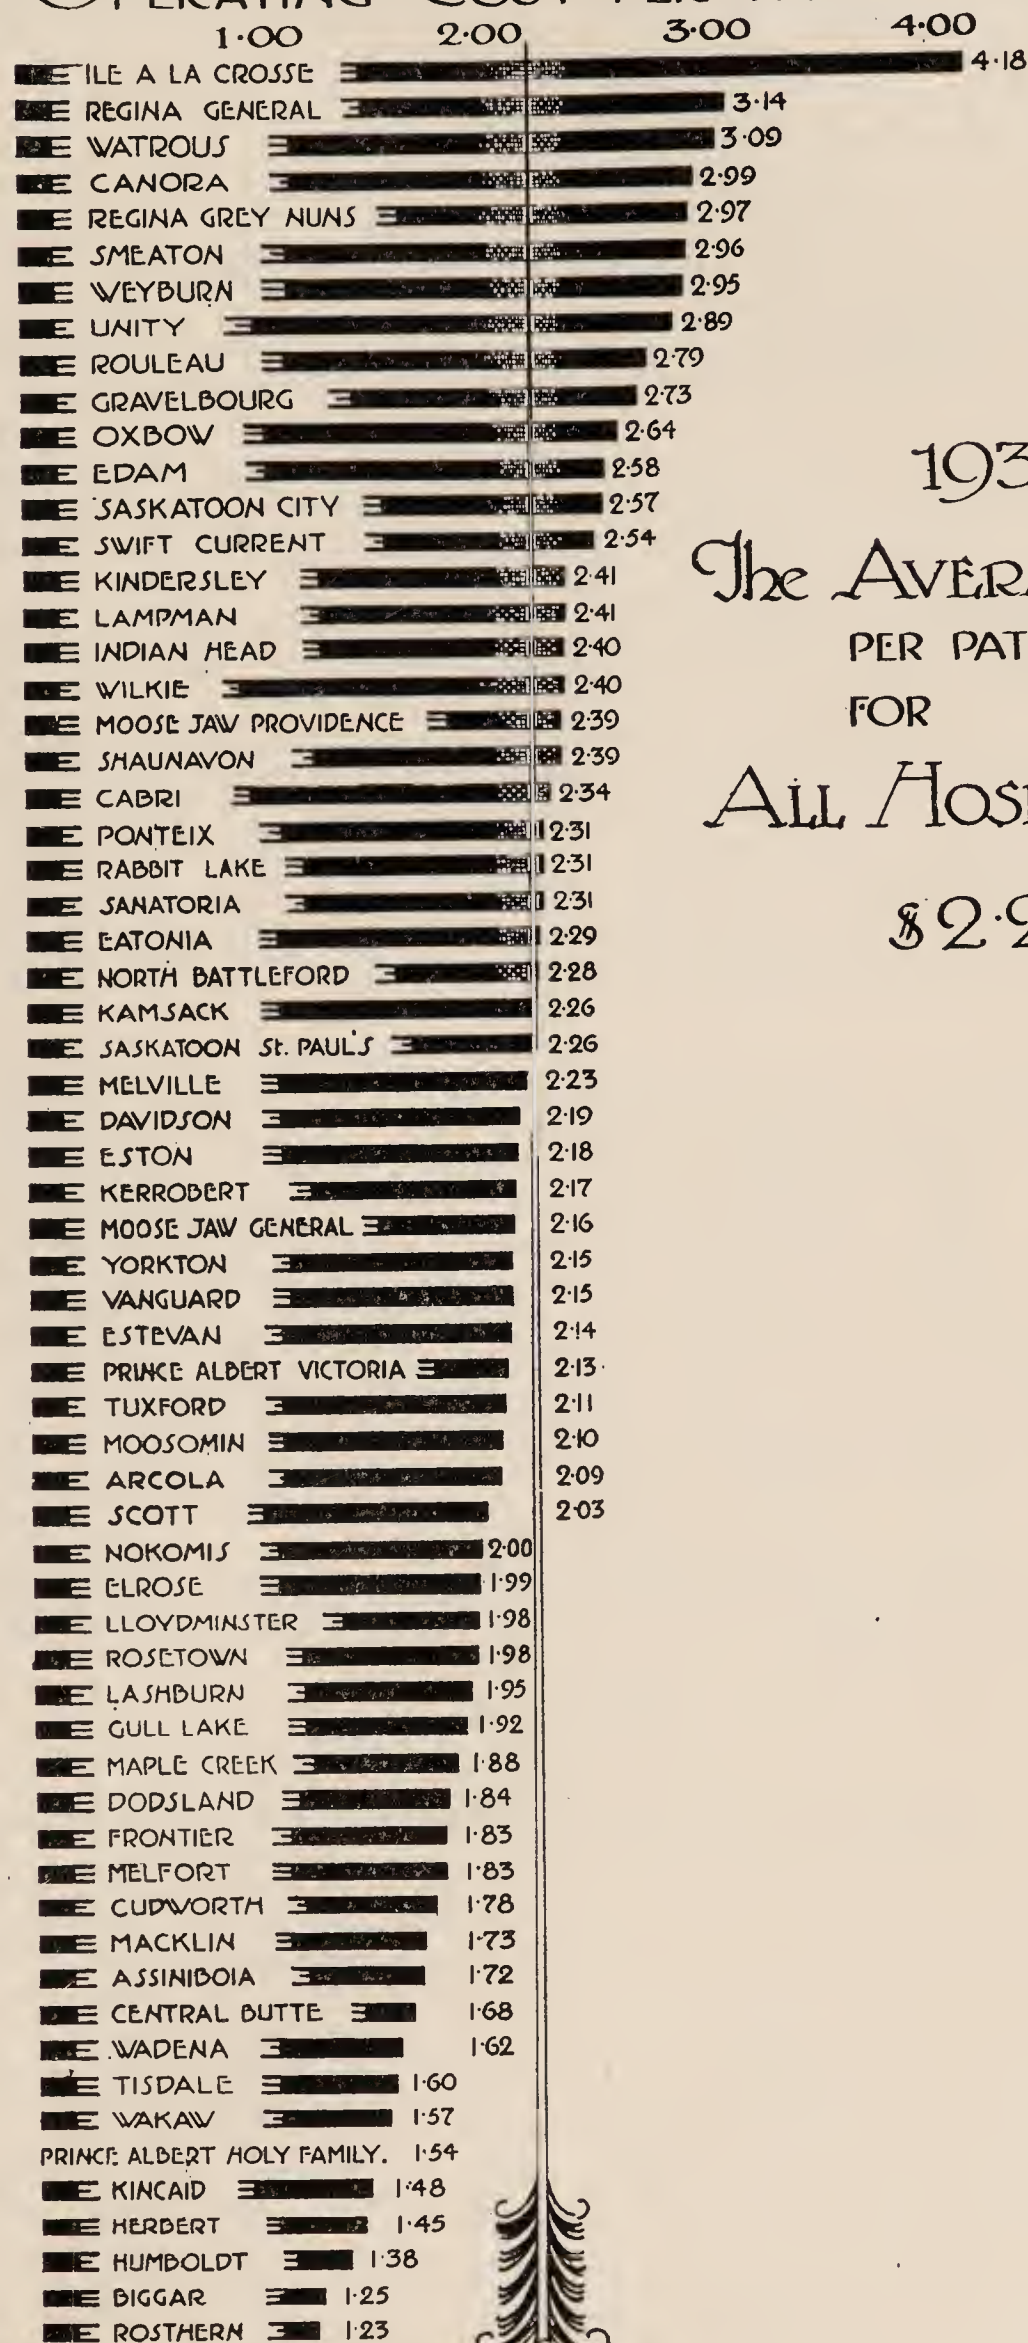 OPERATING COST PER
1·00 2·00 3·00 4·00
ILE A LA CROSSE 4·18
REGINA GENERAL 3·14
WATROUS 3·09
CANORA 2·99
REGINA GREY NUNS 2·97
SMEATON 2·96
WEYBURN 2·95
UNITY 2·89
ROULEAU 2·79
GRAVELBOURG 2·73
OXBOW 2·64
EDAM 2·58
SASKATOON CITY 2·57
SWIFT CURRENT 2·54
KINDERSLEY 2·41
LAMPMAN 2·41
INDIAN HEAD 2·40
WILKIE 2·40
MOOSE JAW PROVIDENCE 2·39
SHAUNAVON 2·39
CABRI 2·34
PONTEIX 2·31
RABBIT LAKE 2·31
SANATORIA 2·31
EATONIA 2·29
NORTH BATTLEFORD 2·28
KAMSACK 2·26
SASKATOON St. PAUL'S 2·26
MELVILLE 2·23
DAVIDSON 2·19
ESTON 2·18
KERROBERT 2·17
MOOSE JAW GENERAL 2·16
YORKTON 2·15
VANGUARD 2·15
ESTEVAN 2·14
PRINCE ALBERT VICTORIA 2·13
TUXFORD 2·11
MOOSOMIN 2·10
ARCOLA 2·09
SCOTT 2·03
NOKOMIS 2·00
ELROSE 1·99
LLOYDMINSTER 1·98
ROSETOWN 1·98
LASHBURN 1·95
GULL LAKE 1·92
MAPLE CREEK 1·88
DODSLAND 1·84
FRONTIER 1·83
MELFORT 1·83
CUDWORTH 1·78
MACKLIN 1·73
ASSINIBOIA 1·72
CENTRAL BUTTE 1·68
WADENA 1·62
TISDALE 1·60
WAKAW 1·57
PRINCE ALBERT HOLY FAMILY. 1·54
KINCAID 1·48
HERBERT 1·45
HUMBOLDT 1·38
BIGGAR 1·25
ROSTHERN 1·23
193
The AVERA
PER PAT
FOR
ALL HOSP
$2·2